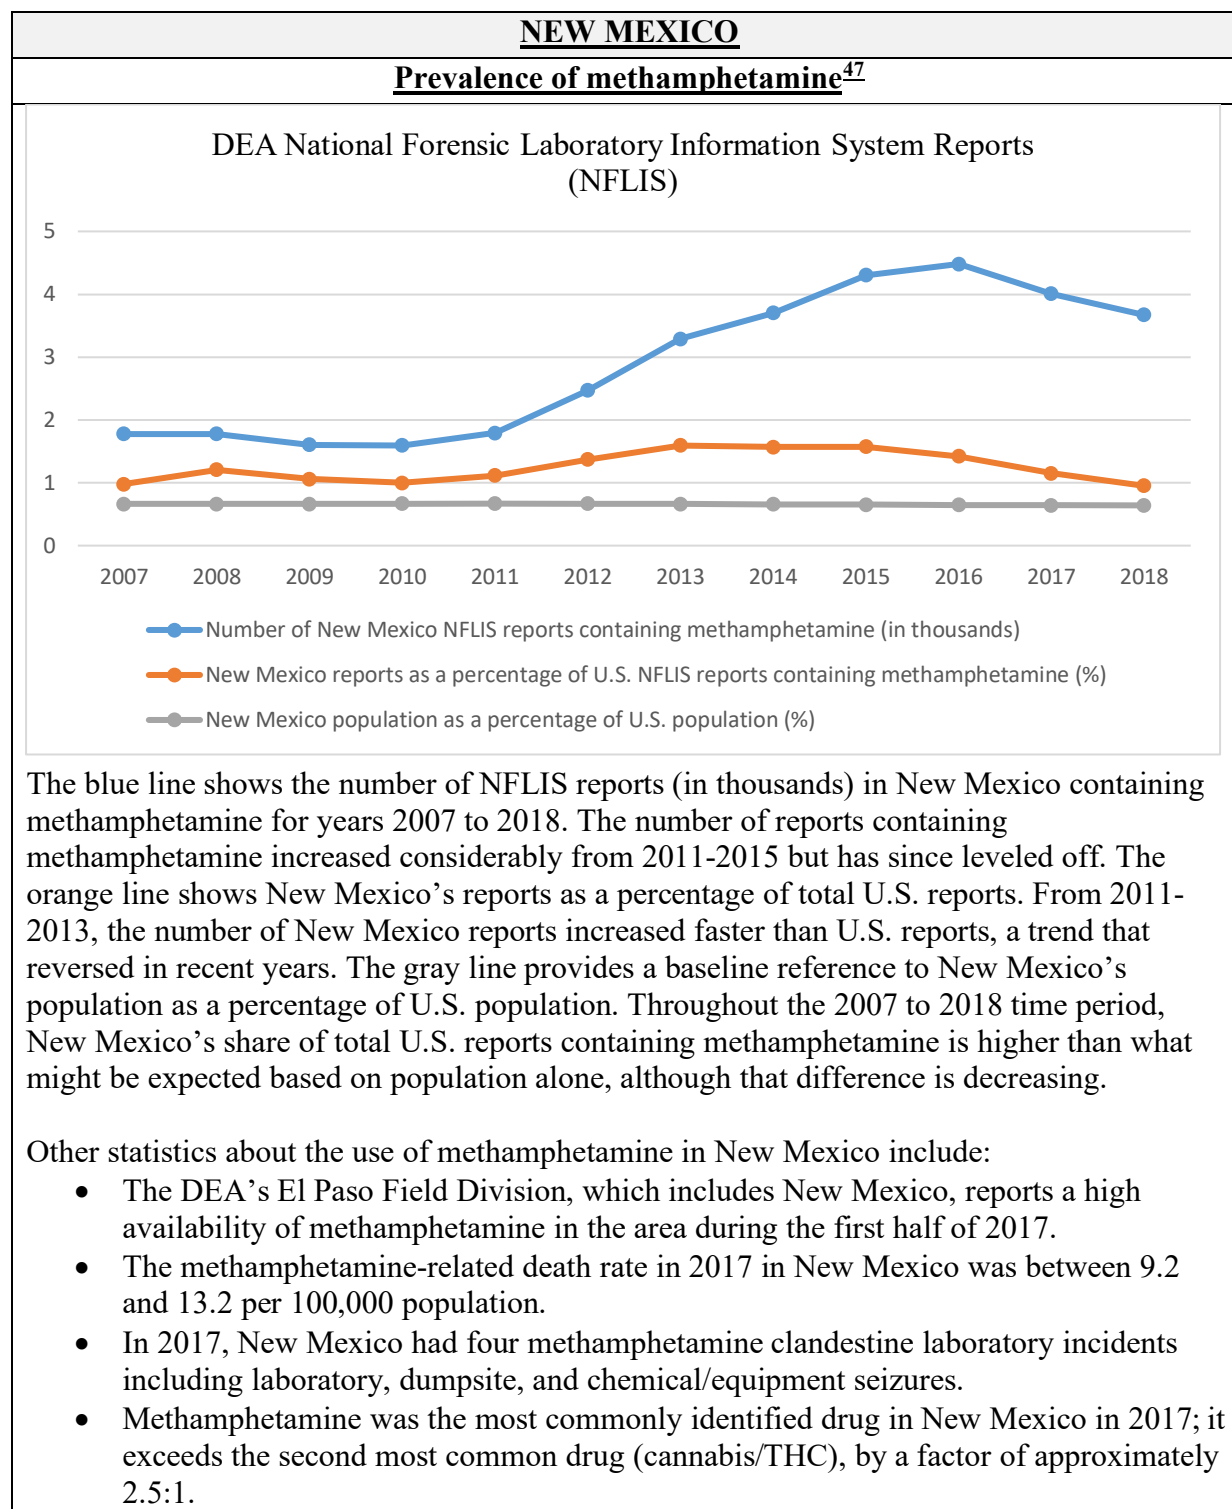 NEW MEXICO
Prevalence of methamphetamine47
DEA National Forensic Laboratory Information System Reports
(NFLIS)
5
4
3
2
1
0
2007 2008 2009 2010 2011 2012 2013 2014 2015 2016 2017 2018
Number of New Mexico NFLIS reports containing methamphetamine (in thousands)
New Mexico reports as a percentage of U.S. NFLIS reports containing methamphetamine (%)
New Mexico population as a percentage of U.S. population (%)
The blue line shows the number of NFLIS reports (in thousands) in New Mexico containing
methamphetamine for years 2007 to 2018. The number of reports containing
methamphetamine increased considerably from 2011-2015 but has since leveled off. The
orange line shows New Mexico’s reports as a percentage of total U.S. reports. From 2011-
2013, the number of New Mexico reports increased faster than U.S. reports, a trend that
reversed in recent years. The gray line provides a baseline reference to New Mexico’s
population as a percentage of U.S. population. Throughout the 2007 to 2018 time period,
New Mexico’s share of total U.S. reports containing methamphetamine is higher than what
might be expected based on population alone, although that difference is decreasing.
Other statistics about the use of methamphetamine in New Mexico include:
• The DEA’s El Paso Field Division, which includes New Mexico, reports a high
availability of methamphetamine in the area during the first half of 2017.
• The methamphetamine-related death rate in 2017 in New Mexico was between 9.2
and 13.2 per 100,000 population.
• In 2017, New Mexico had four methamphetamine clandestine laboratory incidents
including laboratory, dumpsite, and chemical/equipment seizures.
• Methamphetamine was the most commonly identified drug in New Mexico in 2017; it
exceeds the second most common drug (cannabis/THC), by a factor of approximately
2.5:1.